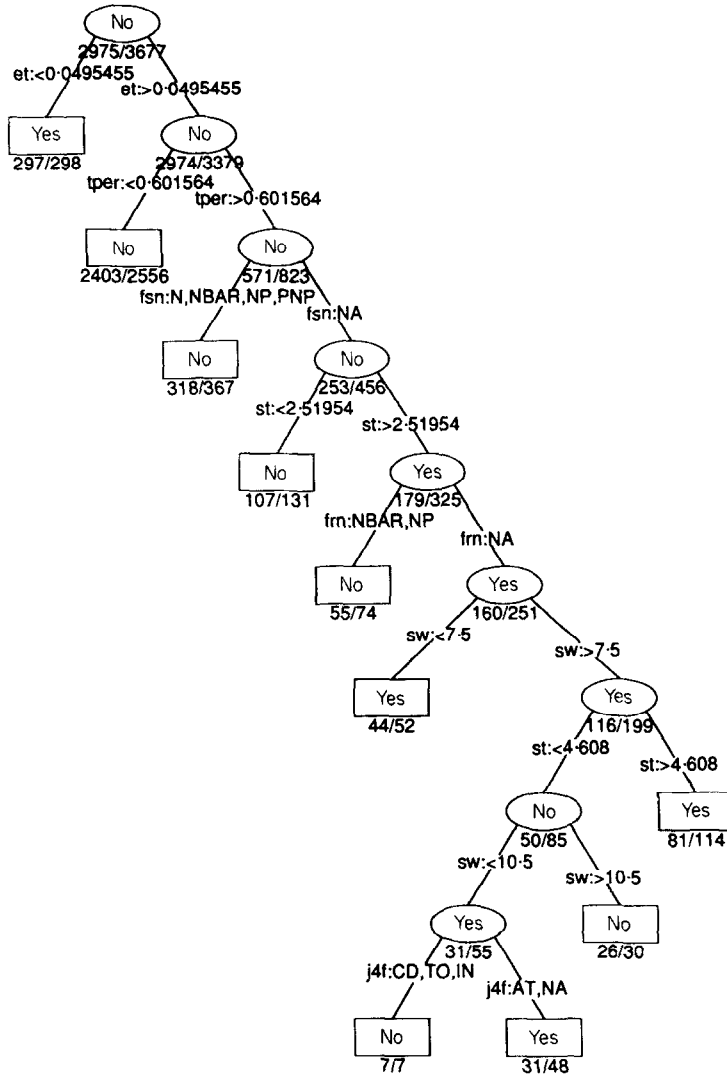 No
2975/3677
et:<0·0495455
et:>0·0495455
Yes
297/298
No
2974/3379
tper:<0·601564
tper:>0·601564
No
2403/2556
No
571/823
fsn:N,NBAR,NP,PNP
fsn:NA
No
318/367
No
253/456
st:<2·51954
st:>2·51954
No
107/131
Yes
179/325
frn:NBAR,NP
frn:NA
No
55/74
Yes
160/251
sw:<7·5
sw:>7·5
Yes
44/52
Yes
116/199
st:<4·608
st:>4·608
No
50/85
Yes
81/114
sw:<10·5
sw:>10·5
Yes
31/55
No
26/30
j4f:CD,TO,IN
j4f:AT,NA
No
7/7
Yes
31/48